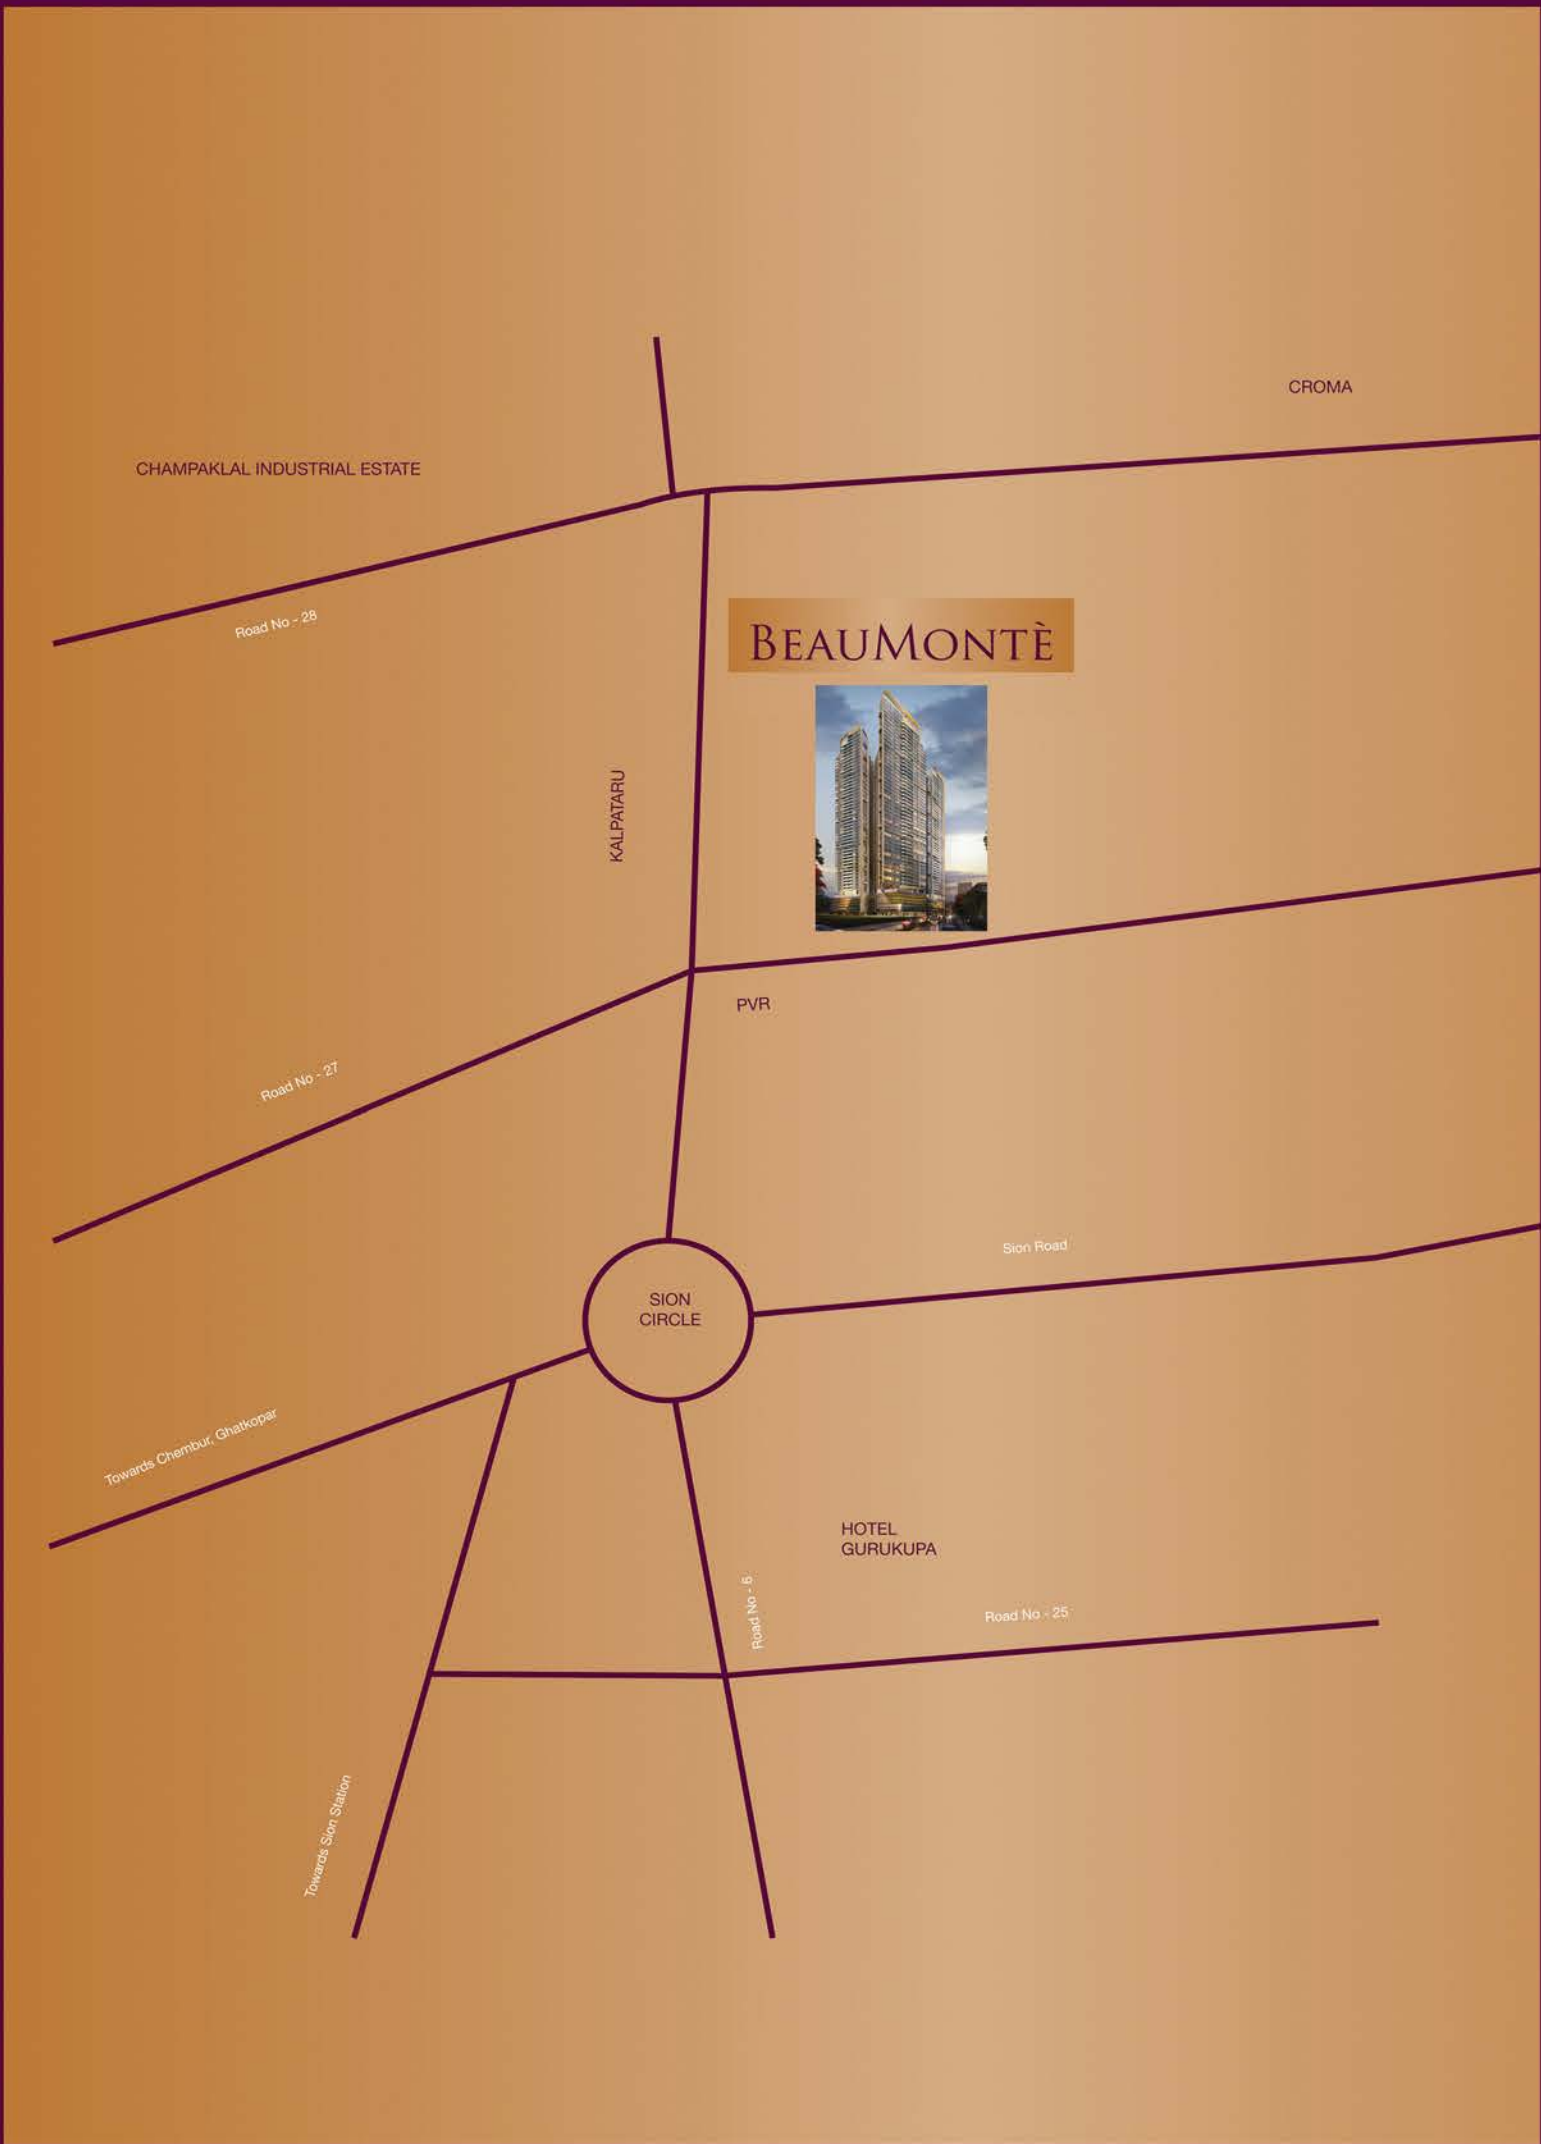 CROMA
CHAMPAKLAL INDUSTRIAL ESTATE
Road No - 28
BEAUMONTÈ
KALPATARU
PVR
Road No - 27
Sion Road
SION
CIRCLE
Towards Chembur, Ghatkopar
HOTEL
GURUKUPA
Road No - 6
Road No - 25
Towards Sion Station